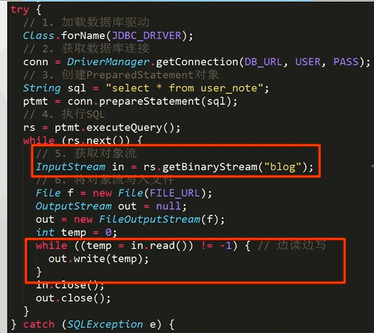 try {
// 1. 加载数据库驱动
Class.forName(JDBC_DRIVER);
// 2. 获取数据库连接
conn = DriverManager.getConnection(DB_URL, USER, PASS);
// 3. 创建PreparedStatement对象
String sql = "select * from user_note";
ptmt = conn.prepareStatement(sql);
// 4. 执行SQL
rs = ptmt.executeQuery();
while (rs.next()) {
// 5. 获取对象流
InputStream in = rs.getBinaryStream("blog");
// 6. 将对象流写入文件
File f = new File(FILE_URL);
OutputStream out = null;
out = new FileOutputStream(f);
int temp = 0;
while ((temp = in.read()) != -1) { // 边读边写
out.write(temp);
}
in.close();
out.close();
}
} catch (SQLException e) {